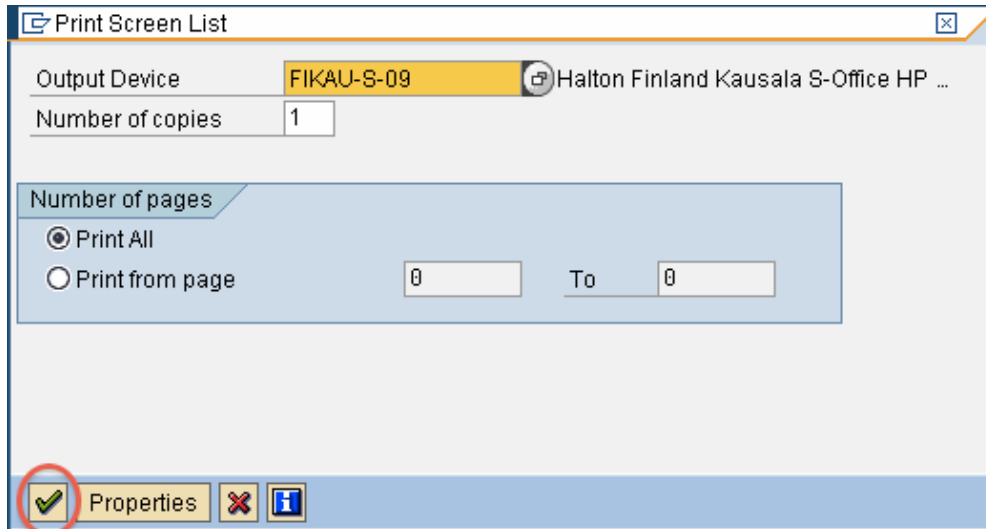 Print Screen List
Output Device FIKAU-S-09 Halton Finland Kausala S-Office HP ...
Number of copies 1
Number of pages
Print All
Print from page 0 To 0
Properties